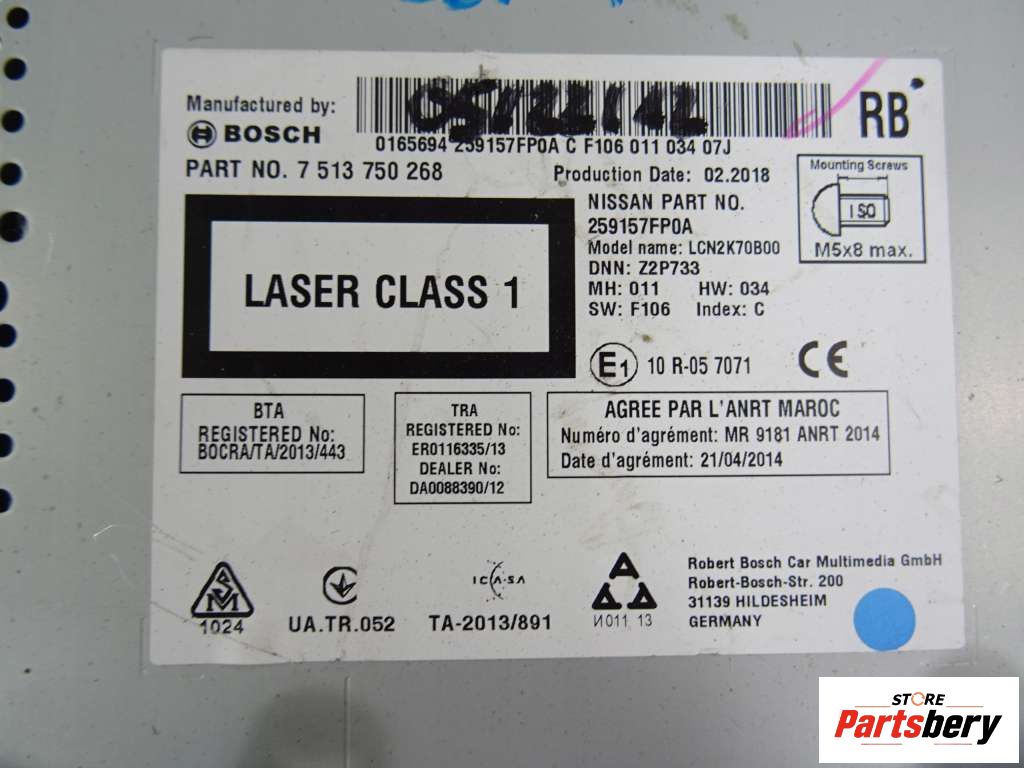 Manufactured by:
BOSCH
PART NO. 7 513 750 268
0165694 259157FP0A C F106 011 034 07J
RB
Production Date: 02.2018
NISSAN PART NO.
259157FP0A
Model name: LCN2K70B00
DNN: Z2P733
MH: 011 HW: 034
SW: F106 Index: C
Mounting Screws
ISO
M5x8 max.
LASER CLASS 1
E1 10 R-05 7071
CE
BTA
REGISTERED No:
BOCRA/TA/2013/443
TRA
REGISTERED No:
ER0116335/13
DEALER No:
DA0088390/12
AGREE PAR L'ANRT MAROC
Numéro d'agrément: MR 9181 ANRT 2014
Date d'agrément: 21/04/2014
1024
UA.TR.052
ICASA
TA-2013/891
И011 13
Robert Bosch Car Multimedia GmbH
Robert-Bosch-Str. 200
31139 HILDESHEIM
GERMANY
STORE
Partsbery